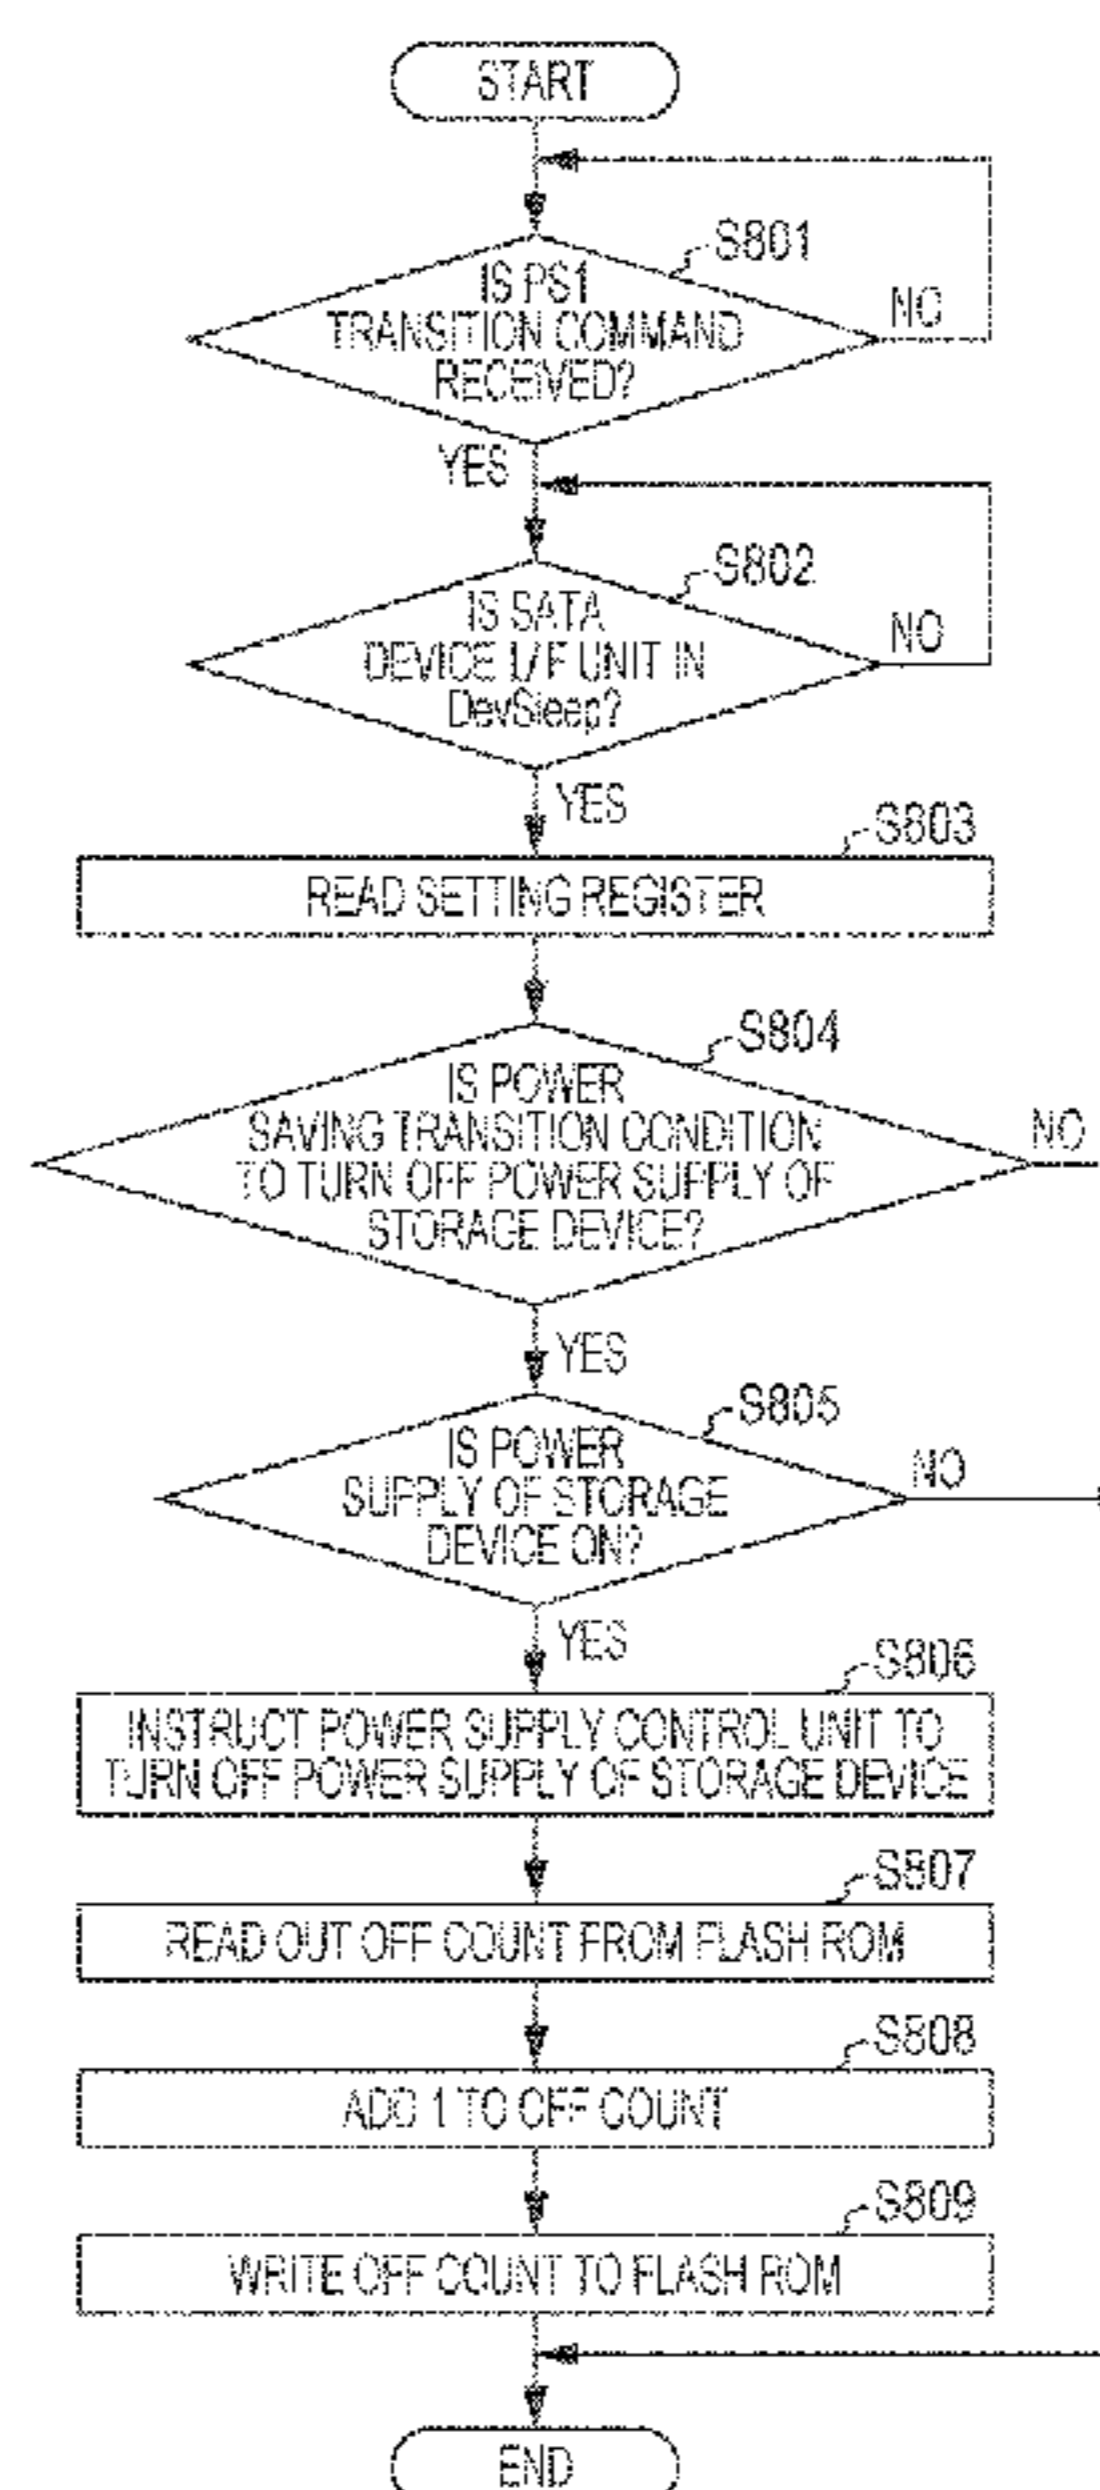 START
S801
IS PS1
TRANSITION COMMAND
RECEIVED?
NO
YES
S802
IS SATA
DEVICE I/F UNIT IN
DevSleep?
NO
YES
S803
READ SETTING REGISTER
S804
IS POWER
SAVING TRANSITION CONDITION
TO TURN OFF POWER SUPPLY OF
STORAGE DEVICE?
NO
YES
S805
IS POWER
SUPPLY OF STORAGE
DEVICE ON?
NO
YES
S806
INSTRUCT POWER SUPPLY CONTROL UNIT TO
TURN OFF POWER SUPPLY OF STORAGE DEVICE
S807
READ OUT OFF COUNT FROM FLASH ROM
S808
ADD 1 TO OFF COUNT
S809
WRITE OFF COUNT TO FLASH ROM
END